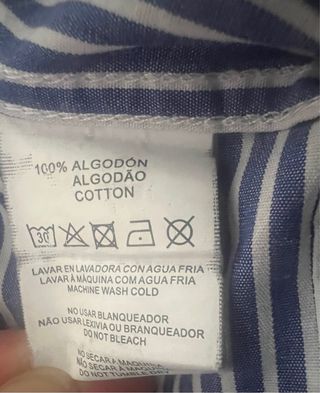 100% ALGODÓN
ALGODÃO
COTTON
30
LAVAR EN LAVADORA CON AGUA FRIA
LAVAR À MÁQUINA COM AGUA FRIA
MACHINE WASH COLD
NO USAR BLANQUEADOR
NÃO USAR LEXIVIA OU BRANQUEADOR
DO NOT BLEACH
NO SECAR A MAQUINA
NÃO SECAR À MÁQUINA
DO NOT TUMBLE DRY